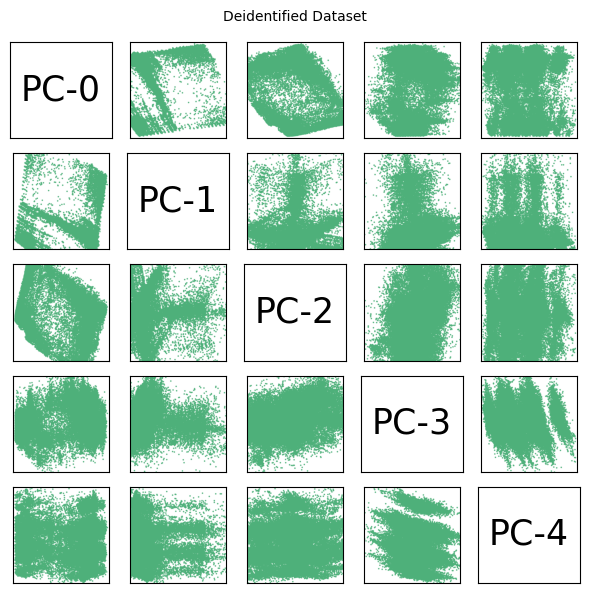 Deidentified Dataset
PC-0
PC-1
PC-2
PC-3
PC-4